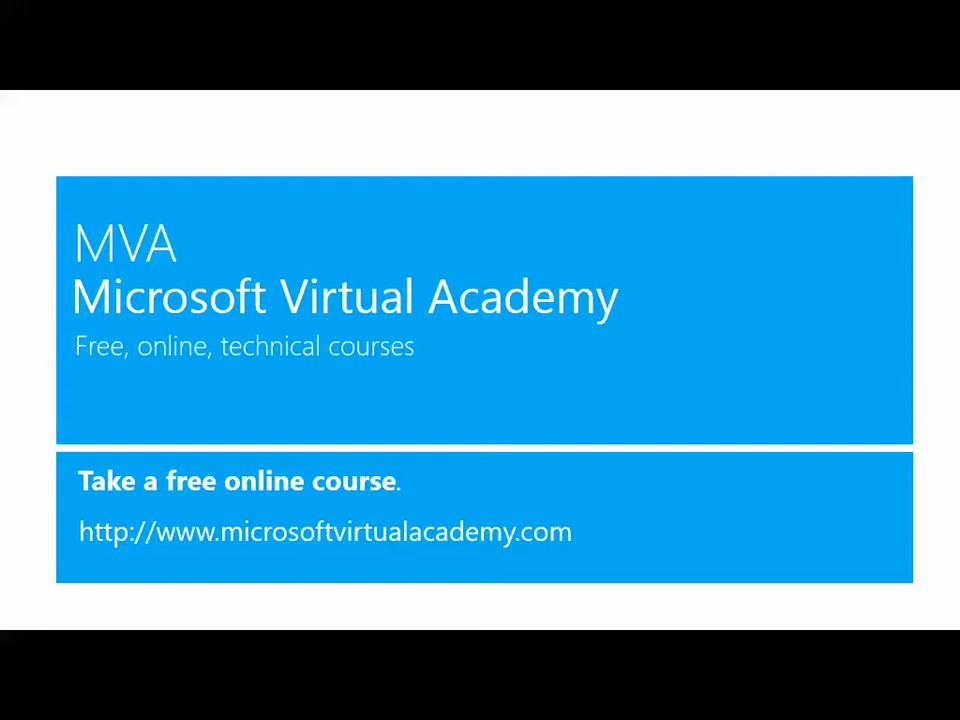 MVA
Microsoft Virtual Academy
Free, online, technical courses
Take a free online course.
http://www.microsoftvirtualacademy.com